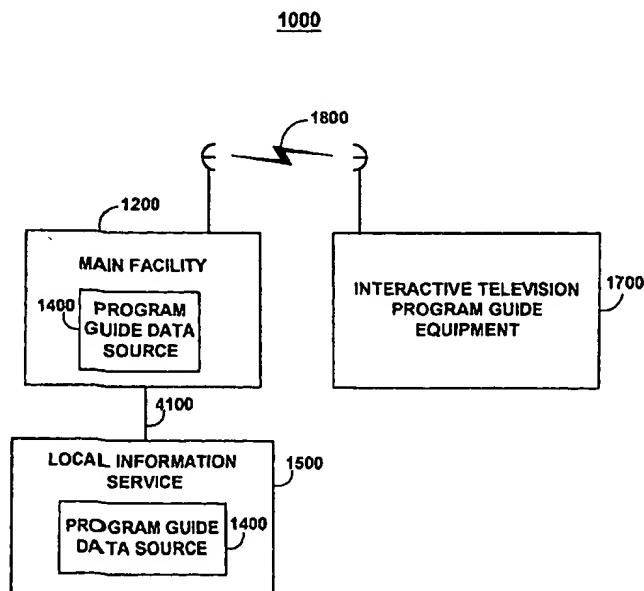 1000
1800
1200
MAIN FACILITY
1400
PROGRAM
GUIDE DATA
SOURCE
INTERACTIVE TELEVISION
PROGRAM GUIDE
EQUIPMENT
1700
4100
LOCAL INFORMATION
SERVICE
1500
PROGRAM GUIDE
DATA SOURCE
1400